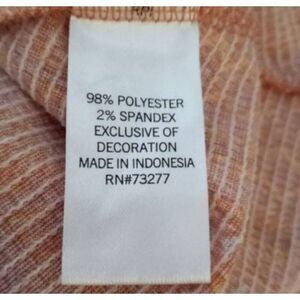 98% POLYESTER
2% SPANDEX
EXCLUSIVE OF
DECORATION
MADE IN INDONESIA
RN#73277